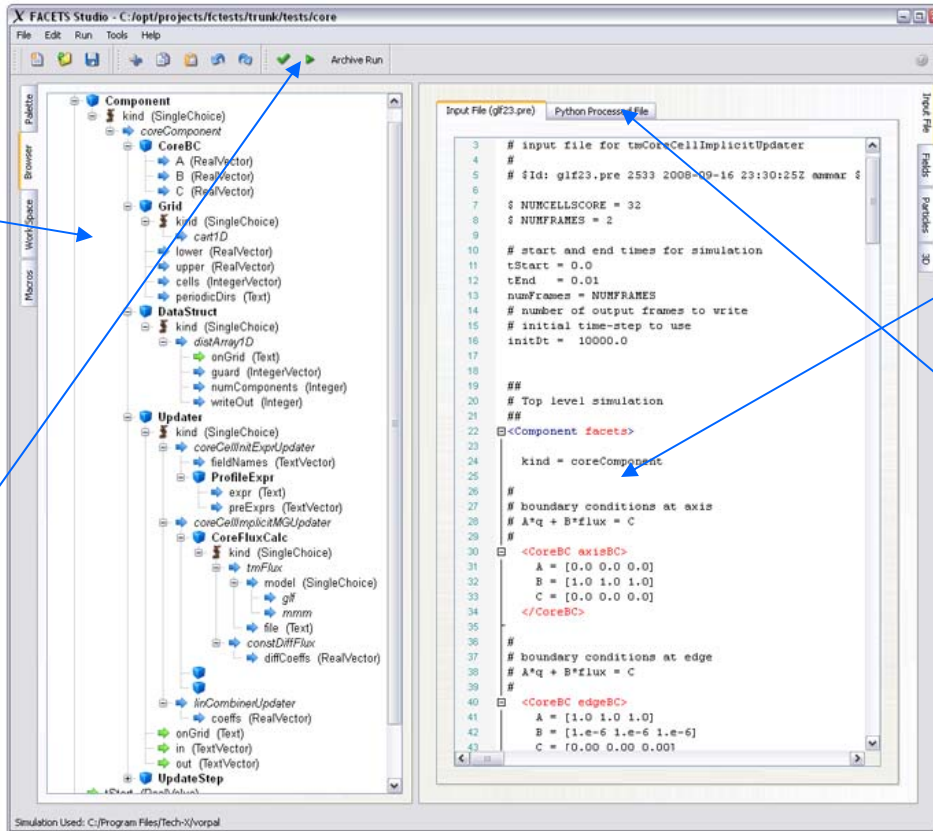 X FACETS Studio - C:/opt/projects/fctests/trunk/tests/core
File Edit Run Tools Help
Archive Run
Palette
Browser
WorkSpace
Macros
Component
kind (SingleChoice)
coreComponent
CoreBC
A (RealVector)
B (RealVector)
C (RealVector)
Grid
kind (SingleChoice)
cart1D
lower (RealVector)
upper (RealVector)
cells (IntegerVector)
periodicDirs (Text)
DataStruct
kind (SingleChoice)
distArray1D
onGrid (Text)
guard (IntegerVector)
numComponents (Integer)
writeOut (Integer)
Updater
kind (SingleChoice)
coreCellInitExprUpdater
fieldNames (TextVector)
ProfileExpr
expr (Text)
preExprs (TextVector)
coreCellImplicitMGUpdater
CoreFluxCalc
kind (SingleChoice)
tmFlux
model (SingleChoice)
glf
mmm
file (Text)
constDiffFlux
diffCoeffs (RealVector)
linCombinerUpdater
coeffs (RealVector)
onGrid (Text)
in (TextVector)
out (TextVector)
UpdateStep
tStart (RealValue)
Input File (glf23.pre) Python Processed File
3 # input file for tmCoreCellImplicitUpdater
4 #
5 # $Id: glf23.pre 2533 2008-09-16 23:30:25Z ammar $
6
7 $ NUMCELLSCORE = 32
8 $ NUMFRAMES = 2
9
10 # start and end times for simulation
11 tStart = 0.0
12 tEnd = 0.01
13 numFrames = NUMFRAMES
14 # number of output frames to write
15 # initial time-step to use
16 initDt = 10000.0
17
18
19 ##
20 # Top level simulation
21 ##
22 <Component facets>
23
24 kind = coreComponent
25
26 #
27 # boundary conditions at axis
28 # A*q + B*flux = C
29 #
30 <CoreBC axisBC>
31 A = [0.0 0.0 0.0]
32 B = [1.0 1.0 1.0]
33 C = [0.0 0.0 0.0]
34 </CoreBC>
35
36 #
37 # boundary conditions at edge
38 # A*q + B*flux = C
39 #
40 <CoreBC edgeBC>
41 A = [1.0 1.0 1.0]
42 B = [1.e-6 1.e-6 1.e-6]
43 C = [0.00 0.00 0.00]
Input File
Fields
Particles
3D
Simulation Used: C:/Program Files/Tech-X/vorpal